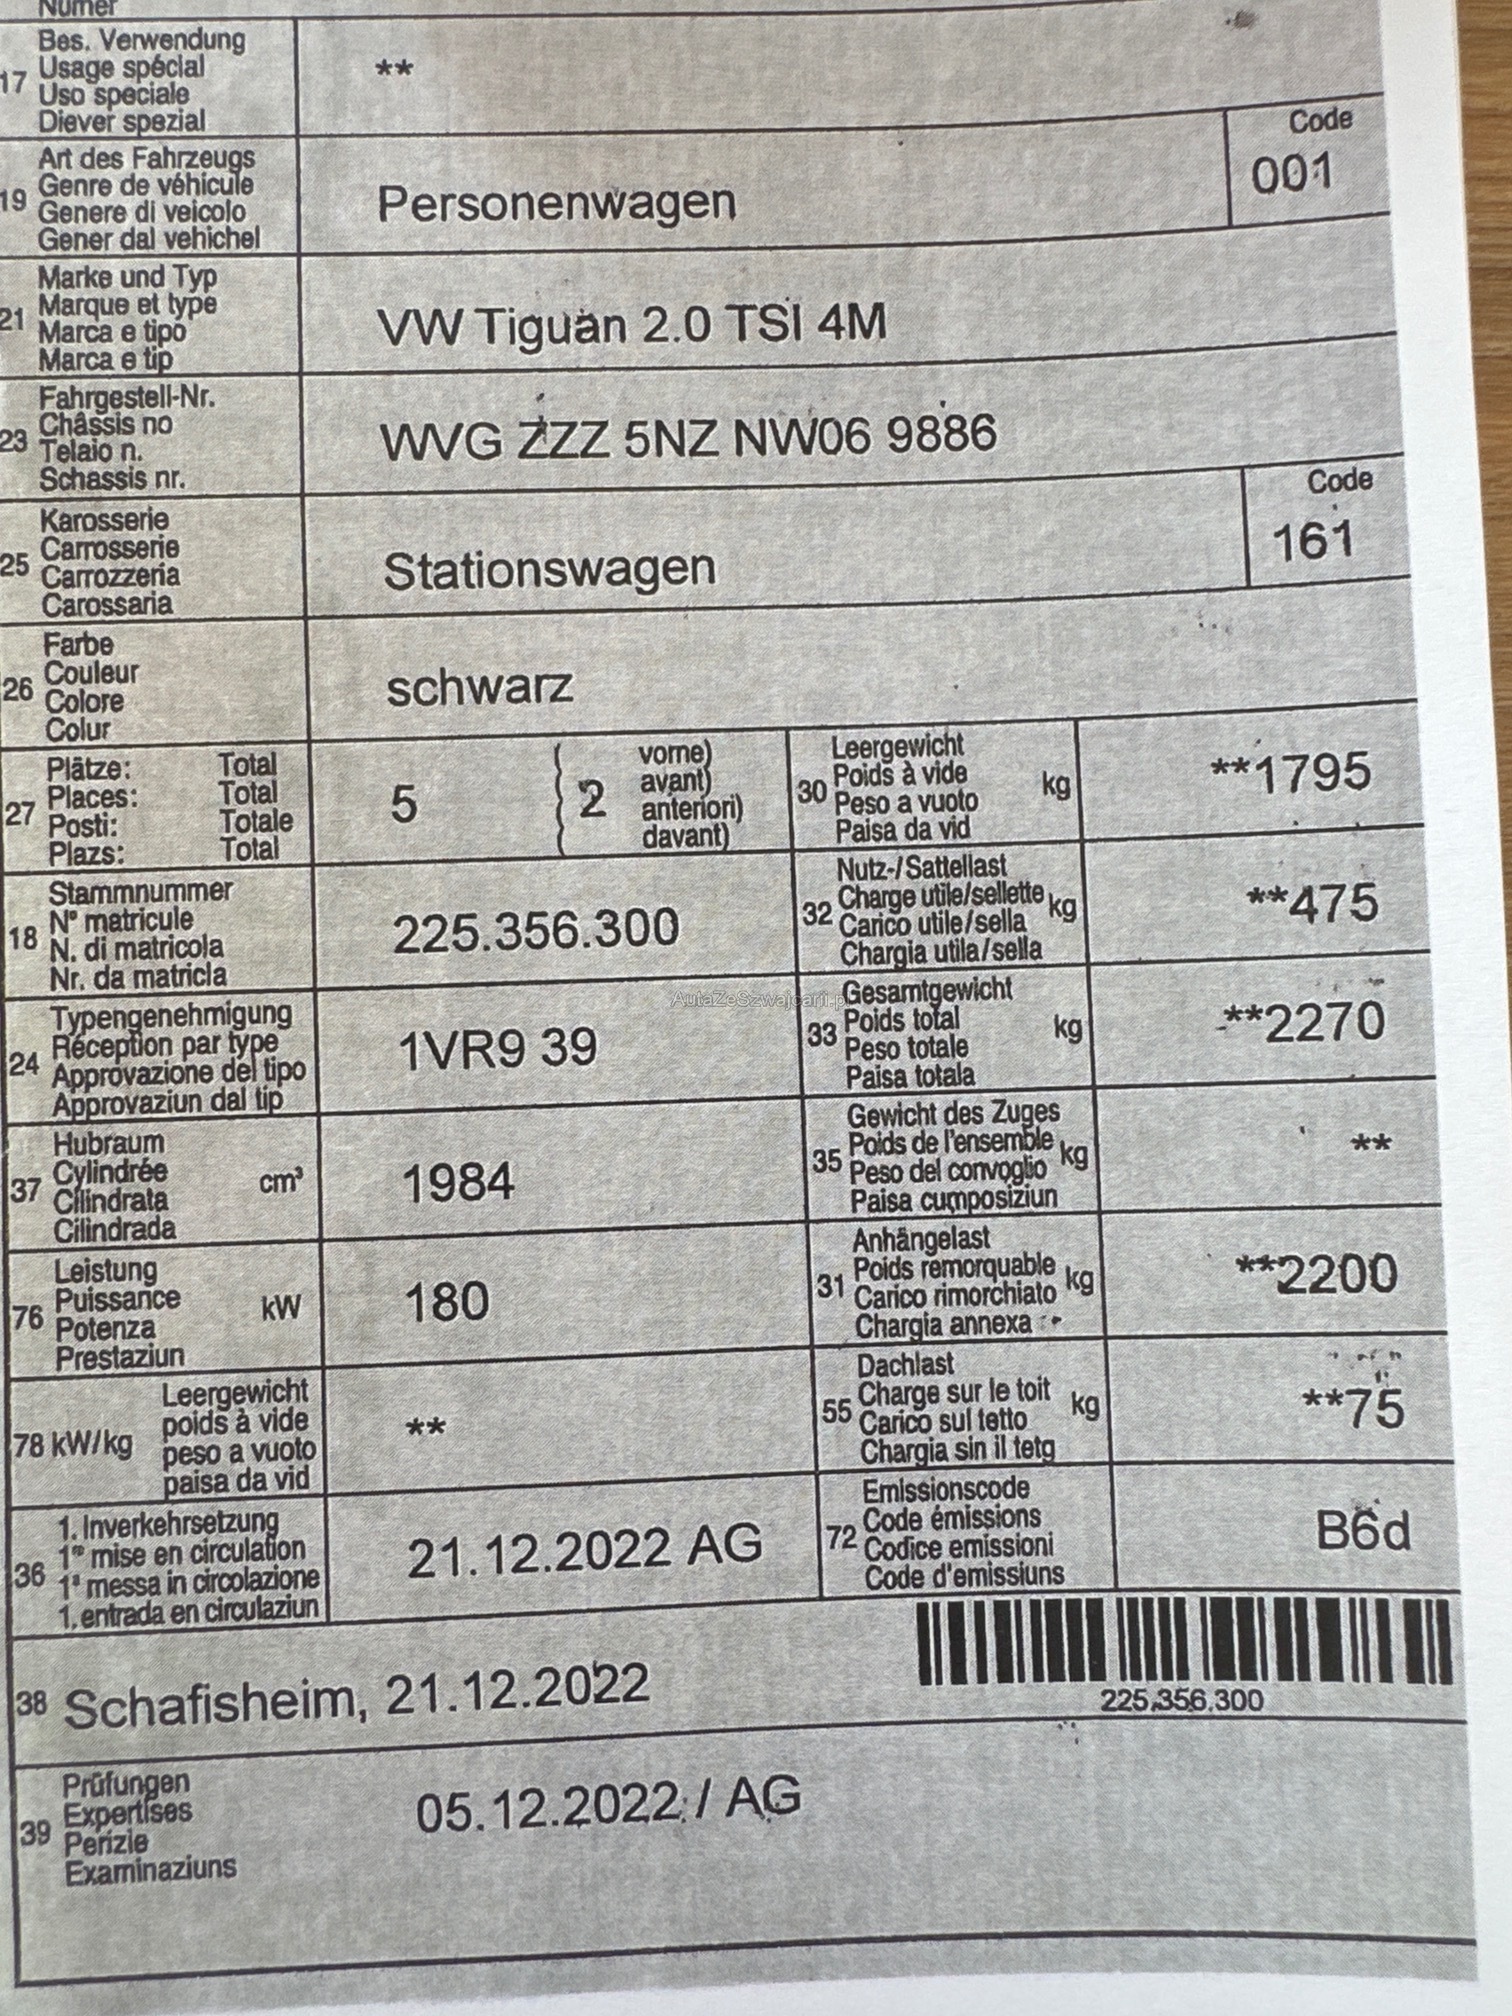 Numer
17 Bes. Verwendung
Usage spécial
Uso speciale
Diever spezial
**
19 Art des Fahrzeugs
Genre de véhicule
Genere di veicolo
Gener dal vehichel
Personenwagen
Code
001
21 Marke und Typ
Marque et type
Marca e tipo
Marca e tip
VW Tiguan 2.0 TSI 4M
23 Fahrgestell-Nr.
Châssis no
Telaio n.
Schassis nr.
WVG ZZZ 5NZ NW06 9886
25 Karosserie
Carrosserie
Carrozzeria
Carossaria
Stationswagen
Code
161
26 Farbe
Couleur
Colore
Colur
schwarz
27 Plätze: Total
Places: Total
Posti: Totale
Plazs: Total
5 2
vorne)
avant)
anteriori)
davant)
30 Leergewicht
Poids à vide
Peso a vuoto
Paisa da vid
kg
**1795
18 Stammnummer
N° matricule
N. di matricola
Nr. da matricla
225.356.300
32 Nutz-/Sattellast
Charge utile/sellette
Carico utile/sella
Chargia utila/sella
kg
**475
24 Typengenehmigung
Réception par type
Approvazione del tipo
Approvaziun dal tip
1VR9 39
AutaZeSzwajcarii.pl
33 Gesamtgewicht
Poids total
Peso totale
Paisa totala
kg
**2270
37 Hubraum
Cylindrée
Cilindrata
Cilindrada
cm³
1984
35 Gewicht des Zuges
Poids de l'ensemble
Peso del convoglio
Paisa cumposiziun
kg
**
76 Leistung
Puissance
Potenza
Prestaziun
kW
180
31 Anhängelast
Poids remorquable
Carico rimorchiato
Chargia annexa
kg
**2200
78 kW/kg
Leergewicht
poids à vide
peso a vuoto
paisa da vid
**
55 Dachlast
Charge sur le toit
Carico sul tetto
Chargia sin il tetg
kg
**75
36 1. Inverkehrsetzung
1re mise en circulation
1a messa in circolazione
1. entrada en circulaziun
21.12.2022 AG
72 Emissionscode
Code émissions
Codice emissioni
Code d'emissiuns
B6d
38 Schafisheim, 21.12.2022
225.356.300
39 Prüfungen
Expertises
Perizie
Examinaziuns
05.12.2022 / AG